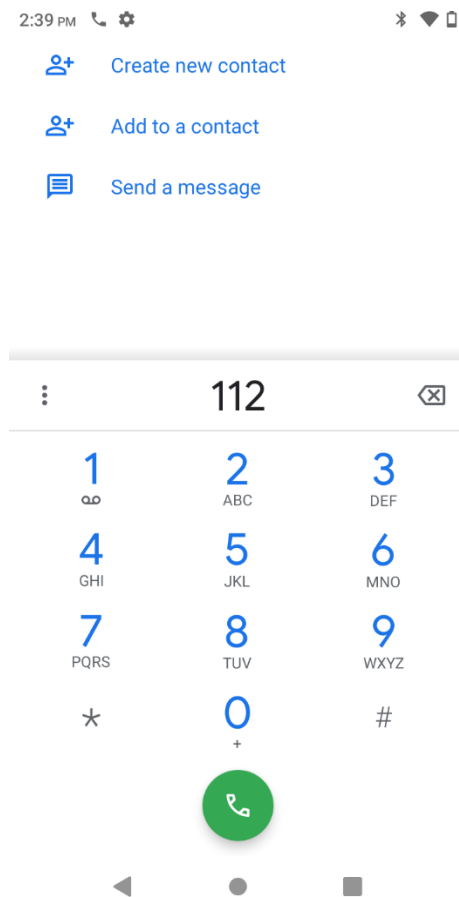 2:39 PM
Create new contact
Add to a contact
Send a message
112
1 2 3
ABC DEF
4 5 6
GHI JKL MNO
7 8 9
PQRS TUV WXYZ
* 0 #
+